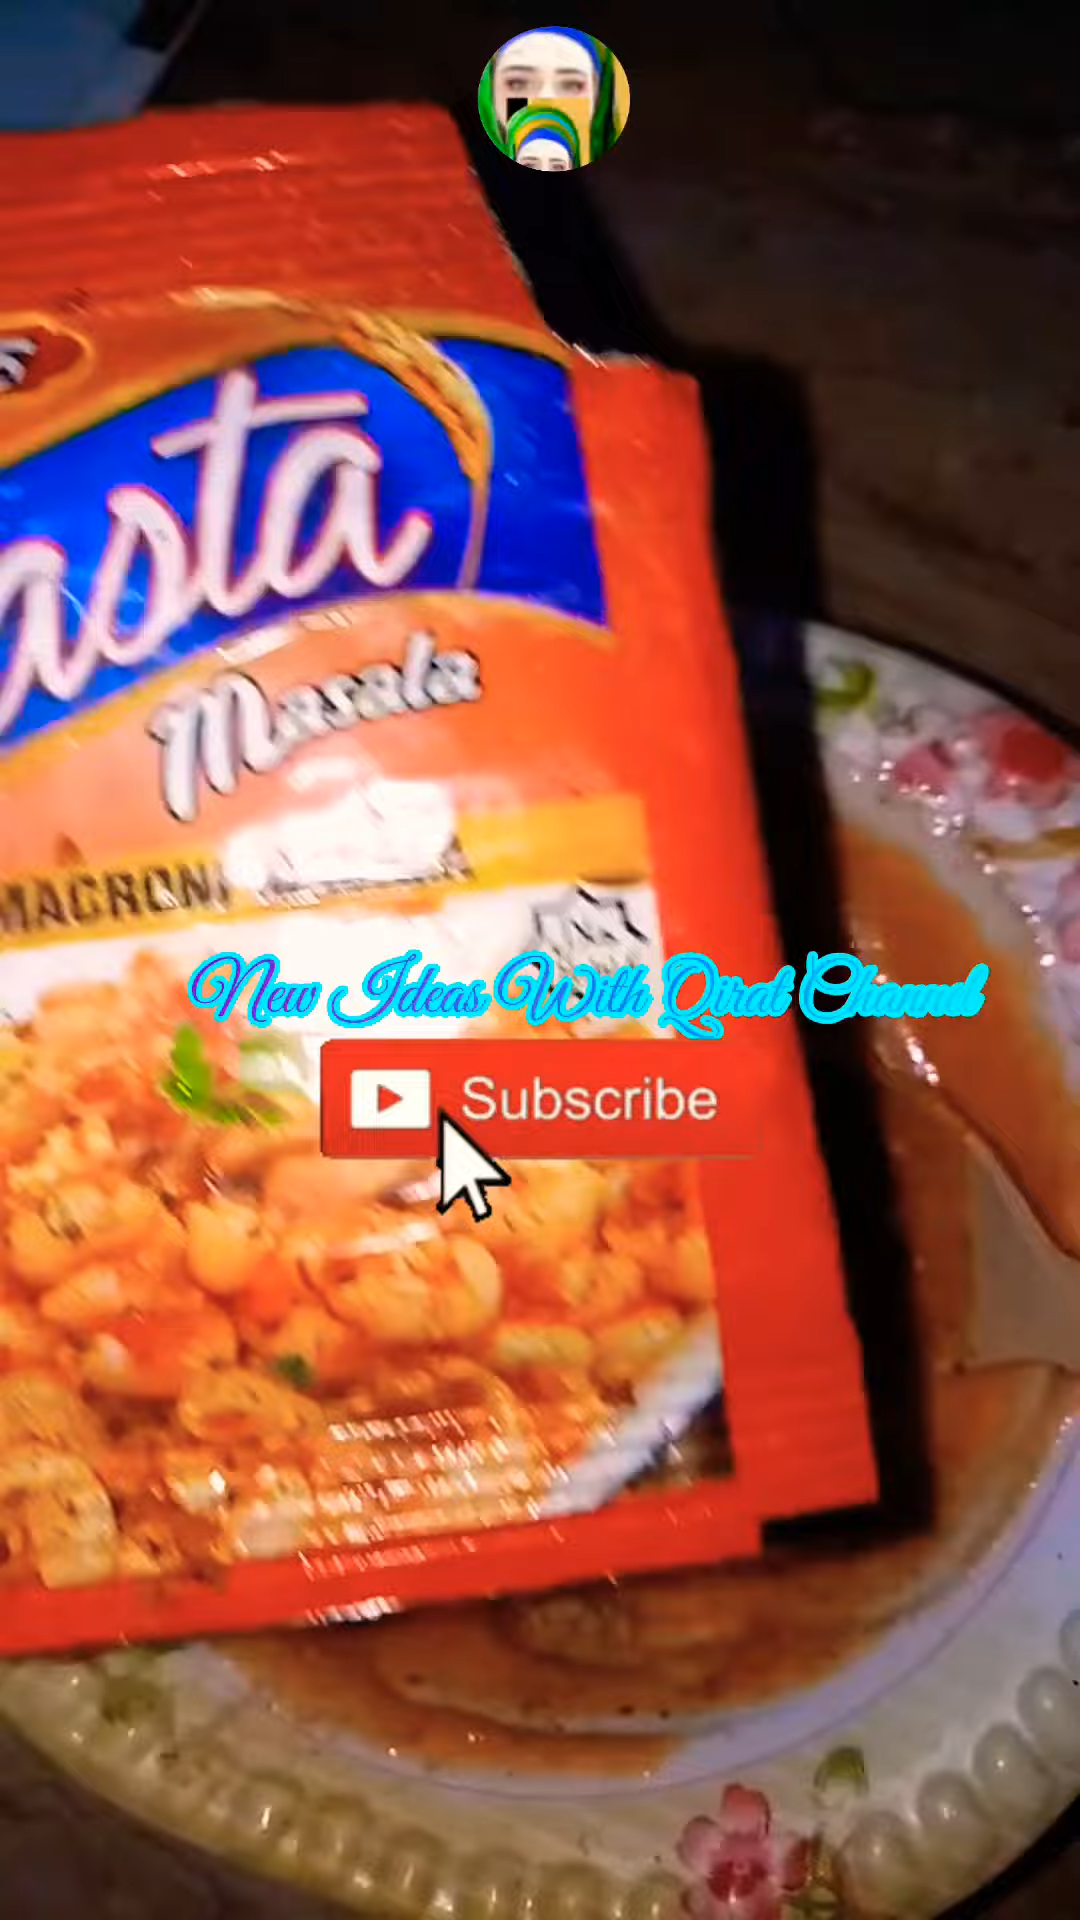 asta
Masala
MACRONI
New Ideas With Qirat Channel
Subscribe